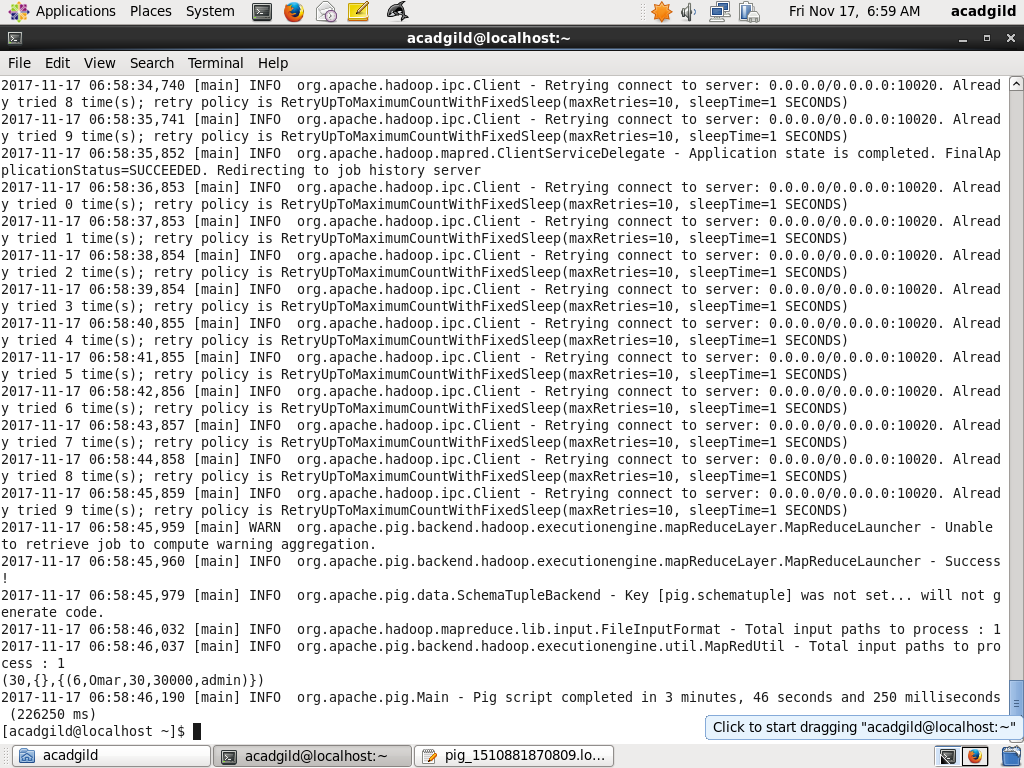 Applications Places System Fri Nov 17, 6:59 AM acadgild
acadgild@localhost:~
File Edit View Search Terminal Help
2017-11-17 06:58:34,740 [main] INFO  org.apache.hadoop.ipc.Client - Retrying connect to server: 0.0.0.0/0.0.0.0:10020. Alread
y tried 8 time(s); retry policy is RetryUpToMaximumCountWithFixedSleep(maxRetries=10, sleepTime=1 SECONDS)
2017-11-17 06:58:35,741 [main] INFO  org.apache.hadoop.ipc.Client - Retrying connect to server: 0.0.0.0/0.0.0.0:10020. Alread
y tried 9 time(s); retry policy is RetryUpToMaximumCountWithFixedSleep(maxRetries=10, sleepTime=1 SECONDS)
2017-11-17 06:58:35,852 [main] INFO  org.apache.hadoop.mapred.ClientServiceDelegate - Application state is completed. FinalAp
plicationStatus=SUCCEEDED. Redirecting to job history server
2017-11-17 06:58:36,853 [main] INFO  org.apache.hadoop.ipc.Client - Retrying connect to server: 0.0.0.0/0.0.0.0:10020. Alread
y tried 0 time(s); retry policy is RetryUpToMaximumCountWithFixedSleep(maxRetries=10, sleepTime=1 SECONDS)
2017-11-17 06:58:37,853 [main] INFO  org.apache.hadoop.ipc.Client - Retrying connect to server: 0.0.0.0/0.0.0.0:10020. Alread
y tried 1 time(s); retry policy is RetryUpToMaximumCountWithFixedSleep(maxRetries=10, sleepTime=1 SECONDS)
2017-11-17 06:58:38,854 [main] INFO  org.apache.hadoop.ipc.Client - Retrying connect to server: 0.0.0.0/0.0.0.0:10020. Alread
y tried 2 time(s); retry policy is RetryUpToMaximumCountWithFixedSleep(maxRetries=10, sleepTime=1 SECONDS)
2017-11-17 06:58:39,854 [main] INFO  org.apache.hadoop.ipc.Client - Retrying connect to server: 0.0.0.0/0.0.0.0:10020. Alread
y tried 3 time(s); retry policy is RetryUpToMaximumCountWithFixedSleep(maxRetries=10, sleepTime=1 SECONDS)
2017-11-17 06:58:40,855 [main] INFO  org.apache.hadoop.ipc.Client - Retrying connect to server: 0.0.0.0/0.0.0.0:10020. Alread
y tried 4 time(s); retry policy is RetryUpToMaximumCountWithFixedSleep(maxRetries=10, sleepTime=1 SECONDS)
2017-11-17 06:58:41,855 [main] INFO  org.apache.hadoop.ipc.Client - Retrying connect to server: 0.0.0.0/0.0.0.0:10020. Alread
y tried 5 time(s); retry policy is RetryUpToMaximumCountWithFixedSleep(maxRetries=10, sleepTime=1 SECONDS)
2017-11-17 06:58:42,856 [main] INFO  org.apache.hadoop.ipc.Client - Retrying connect to server: 0.0.0.0/0.0.0.0:10020. Alread
y tried 6 time(s); retry policy is RetryUpToMaximumCountWithFixedSleep(maxRetries=10, sleepTime=1 SECONDS)
2017-11-17 06:58:43,857 [main] INFO  org.apache.hadoop.ipc.Client - Retrying connect to server: 0.0.0.0/0.0.0.0:10020. Alread
y tried 7 time(s); retry policy is RetryUpToMaximumCountWithFixedSleep(maxRetries=10, sleepTime=1 SECONDS)
2017-11-17 06:58:44,858 [main] INFO  org.apache.hadoop.ipc.Client - Retrying connect to server: 0.0.0.0/0.0.0.0:10020. Alread
y tried 8 time(s); retry policy is RetryUpToMaximumCountWithFixedSleep(maxRetries=10, sleepTime=1 SECONDS)
2017-11-17 06:58:45,859 [main] INFO  org.apache.hadoop.ipc.Client - Retrying connect to server: 0.0.0.0/0.0.0.0:10020. Alread
y tried 9 time(s); retry policy is RetryUpToMaximumCountWithFixedSleep(maxRetries=10, sleepTime=1 SECONDS)
2017-11-17 06:58:45,959 [main] WARN  org.apache.pig.backend.hadoop.executionengine.mapReduceLayer.MapReduceLauncher - Unable
to retrieve job to compute warning aggregation.
2017-11-17 06:58:45,960 [main] INFO  org.apache.pig.backend.hadoop.executionengine.mapReduceLayer.MapReduceLauncher - Success
!
2017-11-17 06:58:45,979 [main] INFO  org.apache.pig.data.SchemaTupleBackend - Key [pig.schematuple] was not set... will not g
enerate code.
2017-11-17 06:58:46,032 [main] INFO  org.apache.hadoop.mapreduce.lib.input.FileInputFormat - Total input paths to process : 1
2017-11-17 06:58:46,037 [main] INFO  org.apache.pig.backend.hadoop.executionengine.util.MapRedUtil - Total input paths to pro
cess : 1
(30,{},{(6,Omar,30,30000,admin)})
2017-11-17 06:58:46,190 [main] INFO  org.apache.pig.Main - Pig script completed in 3 minutes, 46 seconds and 250 milliseconds
 (226250 ms)
[acadgild@localhost ~]$
Click to start dragging "acadgild@localhost:~"
acadgild acadgild@localhost:~ pig_1510881870809.lo...